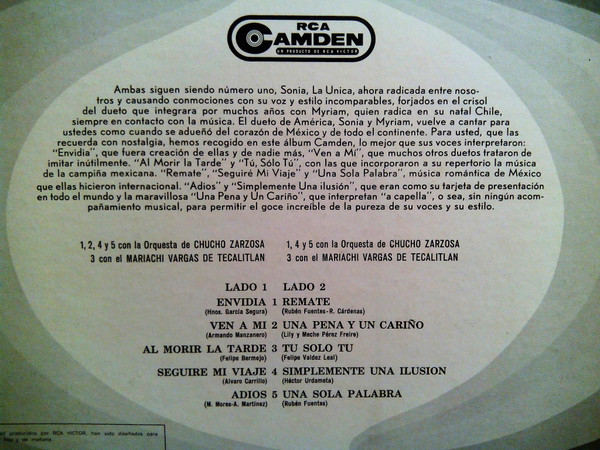 RCA
CAMDEN
UN PRODUCTO DE RCA VICTOR
Ambas siguen siendo número uno, Sonia, La Unica, ahora radicada entre noso-
tros y causando conmociones con su voz y estilo incomparables, forjados en el crisol
del dueto que integrara por muchos años con Myriam, quien radica en su natal Chile,
siempre en contacto con la música. El dueto de América, Sonia y Myriam, vuelve a cantar para
ustedes como cuando se adueñó del corazón de México y de todo el continente. Para usted, que las
recuerda con nostalgia, hemos recogido en este álbum Camden, lo mejor que sus voces interpretaron:
"Envidia", que fuera creación de ellas y de nadie más, "Ven a Mí", que muchos otros duetos trataron de
imitar inútilmente. "Al Morir la Tarde" y "Tú, Sólo Tú", con las que incorporaron a su repertorio la música
de la campiña mexicana. "Remate", "Seguiré Mi Viaje" y "Una Sola Palabra", música romántica de México
que ellas hicieron internacional. "Adiós" y "Simplemente Una ilusión", que eran como su tarjeta de presentación
en todo el mundo y la maravillosa "Una Pena y Un Cariño", que interpretan "a capella", o sea, sin ningún acom-
pañamiento musical, para permitir el goce increíble de la pureza de su voces y su estilo.
1, 2, 4 y 5 con la Orquesta de CHUCHO ZARZOSA
3 con el MARIACHI VARGAS DE TECALITLAN
1, 4 y 5 con la Orquesta de CHUCHO ZARZOSA
3 con el MARIACHI VARGAS DE TECALITLAN
LADO 1 LADO 2
ENVIDIA 1 REMATE
(Hnos. García Segura) (Rubén Fuentes-R. Cárdenas)
VEN A MI 2 UNA PENA Y UN CARIÑO
(Armando Manzanero) (Lily y Meche Pérez Freire)
AL MORIR LA TARDE 3 TU SOLO TU
(Felipe Bermejo) (Felipe Valdez Leal)
SEGUIRE MI VIAJE 4 SIMPLEMENTE UNA ILUSION
(Alvaro Carrillo) (Héctor Urdameta)
ADIOS 5 UNA SOLA PALABRA
(M. Mores-A. Martínez) (Rubén Fuentes)
producidos por RCA VICTOR, han sido diseñados para